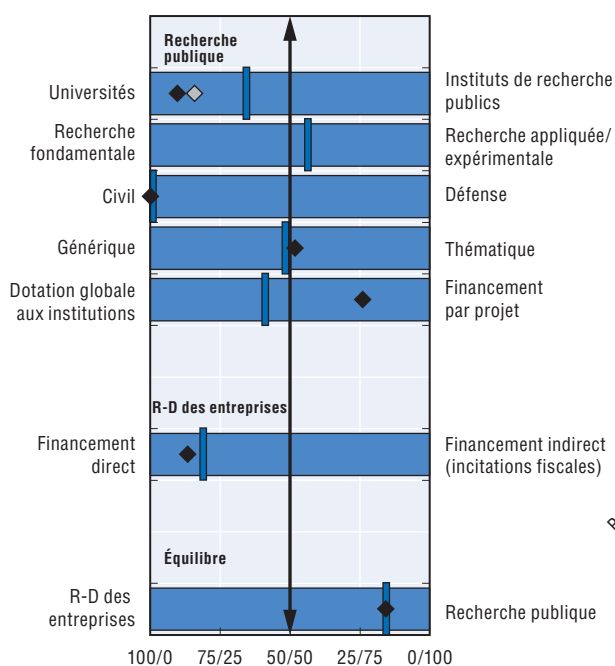 Recherche
publique
Universités
Instituts de recherche
publics
Recherche
fondamentale
Recherche appliquée/
expérimentale
Civil
Défense
Générique
Thématique
Dotation globale
aux institutions
Financement
par projet
R-D des entreprises
Financement
direct
Financement indirect
(incitations fiscales)
Équilibre
R-D des
entreprises
Recherche publique
100/0 75/25 50/50 25/75 0/100